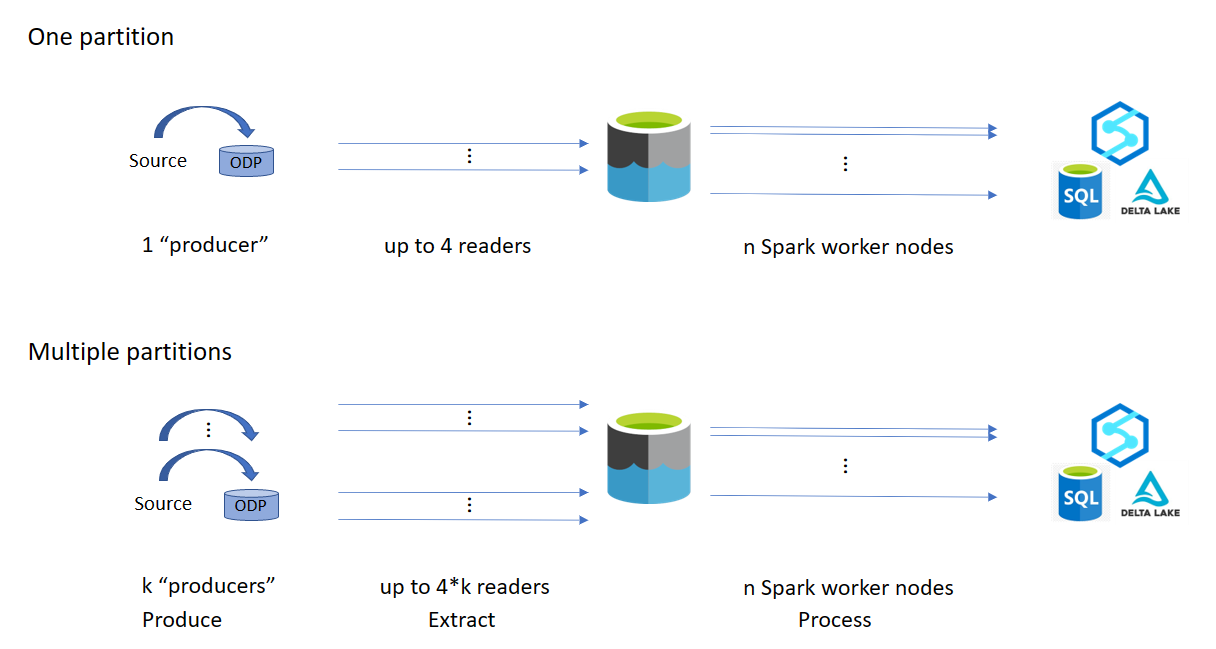 One partition
Source
ODP
SQL
DELTA LAKE
1 “producer”
up to 4 readers
n Spark worker nodes
Multiple partitions
Source
ODP
SQL
DELTA LAKE
k “producers”
up to 4*k readers
n Spark worker nodes
Produce
Extract
Process